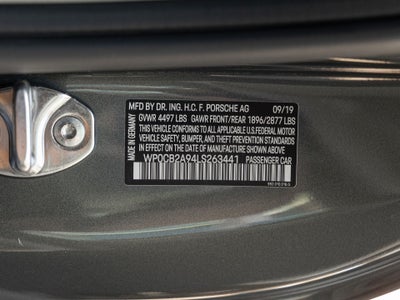 MFD BY DR. ING. H.C. F. PORSCHE AG 09/19
GVWR 4497 LBS GAWR FRONT/REAR 1896/2877 LBS
THIS CONFORMS TO ALL APPLICABLE U.S.FEDERAL MOTOR
VEHICLE SAFETY, BUMPER, AND THEFT PREVENTION STANDARDS
IN EFFECT ON THE DATE OF MANUFACTURE SHOWN ABOVE.
WP0CB2A94LS263441 PASSENGER CAR
MADE IN GERMANY